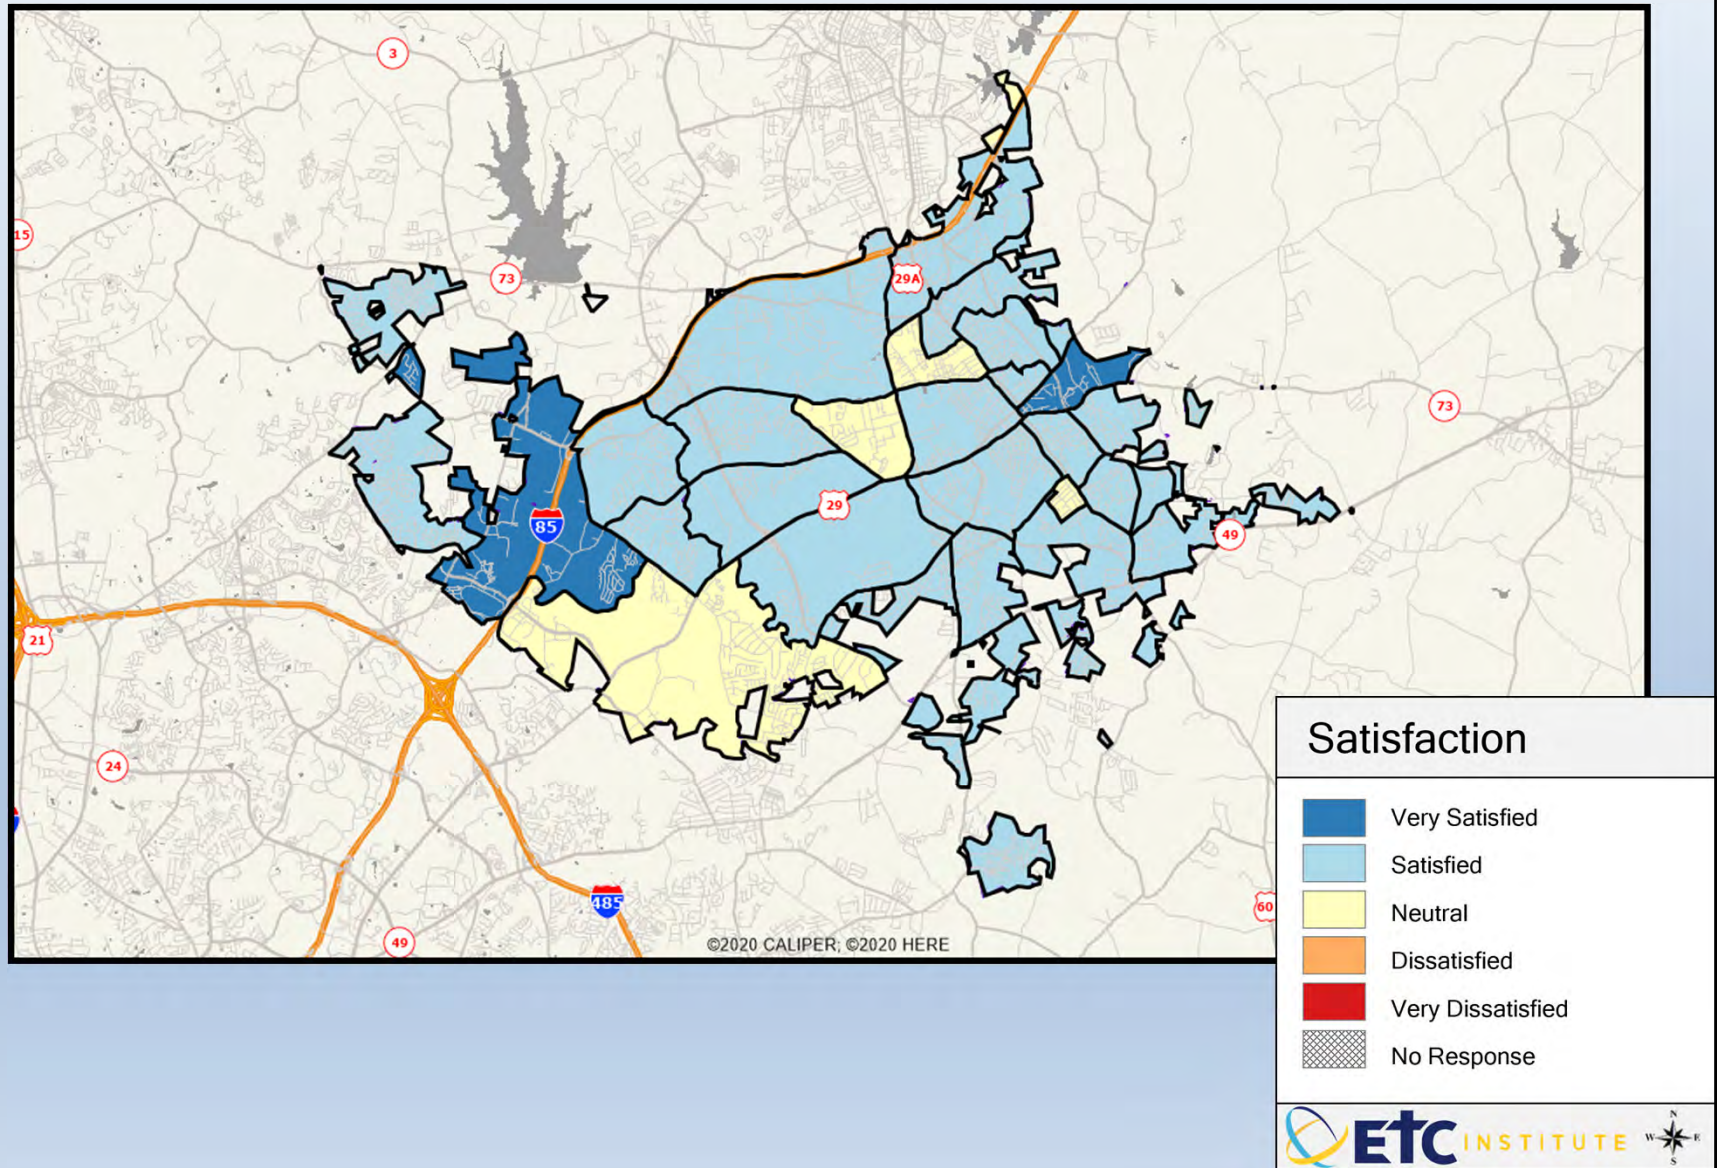 3
15
73
29A
73
29
85
49
21
24
485
60
49
©2020 CALIPER; ©2020 HERE
Satisfaction
Very Satisfied
Satisfied
Neutral
Dissatisfied
Very Dissatisfied
No Response
ETC INSTITUTE
N
W E
S